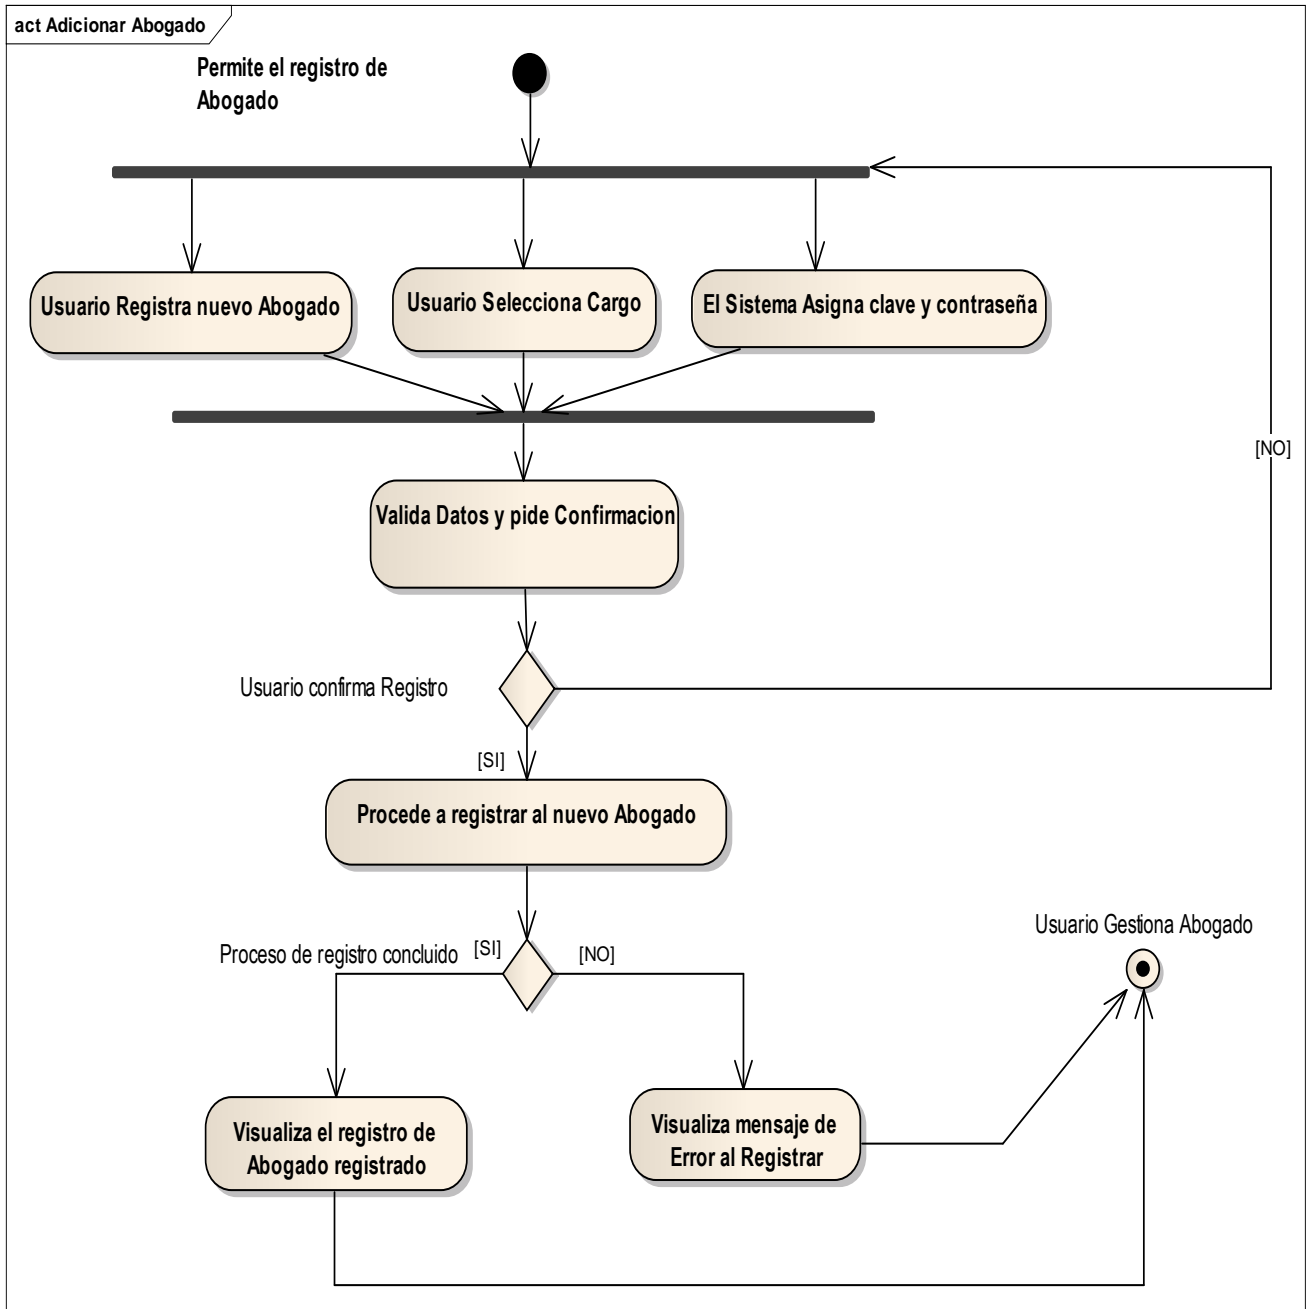 act Adicionar Abogado
Permite el registro de
Abogado
Usuario Registra nuevo Abogado
Usuario Selecciona Cargo
El Sistema Asigna clave y contraseña
[NO]
Valida Datos y pide Confirmacion
Usuario confirma Registro
[SI]
Procede a registrar al nuevo Abogado
Usuario Gestiona Abogado
Proceso de registro concluido
[SI]
[NO]
Visualiza el registro de
Abogado registrado
Visualiza mensaje de
Error al Registrar